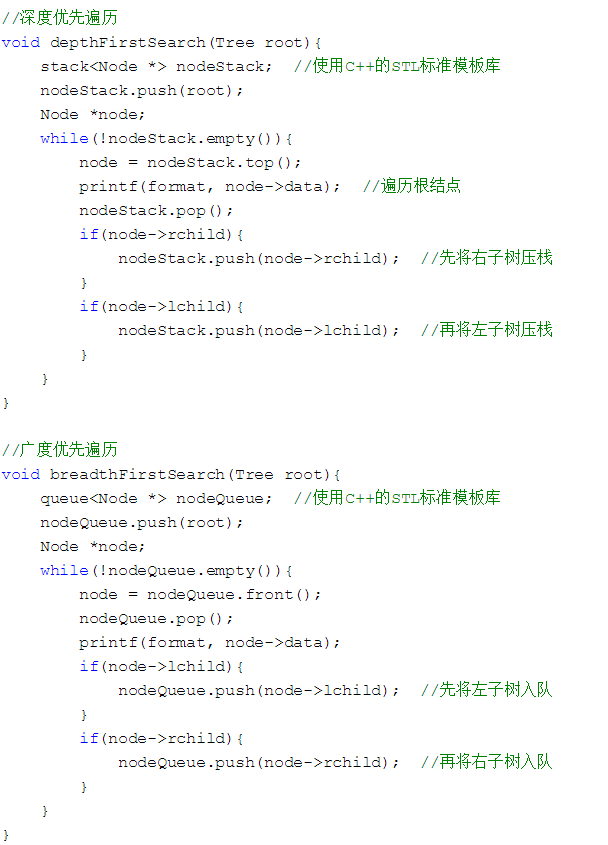 //深度优先遍历
void depthFirstSearch(Tree root){
    stack<Node *> nodeStack;  //使用C++的STL标准模板库
    nodeStack.push(root);
    Node *node;
    while(!nodeStack.empty()){
        node = nodeStack.top();
        printf(format, node->data);  //遍历根结点
        nodeStack.pop();
        if(node->rchild){
            nodeStack.push(node->rchild);  //先将右子树压栈
        }
        if(node->lchild){
            nodeStack.push(node->lchild);  //再将左子树压栈
        }
    }
}

//广度优先遍历
void breadthFirstSearch(Tree root){
    queue<Node *> nodeQueue;  //使用C++的STL标准模板库
    nodeQueue.push(root);
    Node *node;
    while(!nodeQueue.empty()){
        node = nodeQueue.front();
        nodeQueue.pop();
        printf(format, node->data);
        if(node->lchild){
            nodeQueue.push(node->lchild);  //先将左子树入队
        }
        if(node->rchild){
            nodeQueue.push(node->rchild);  //再将右子树入队
        }
    }
}